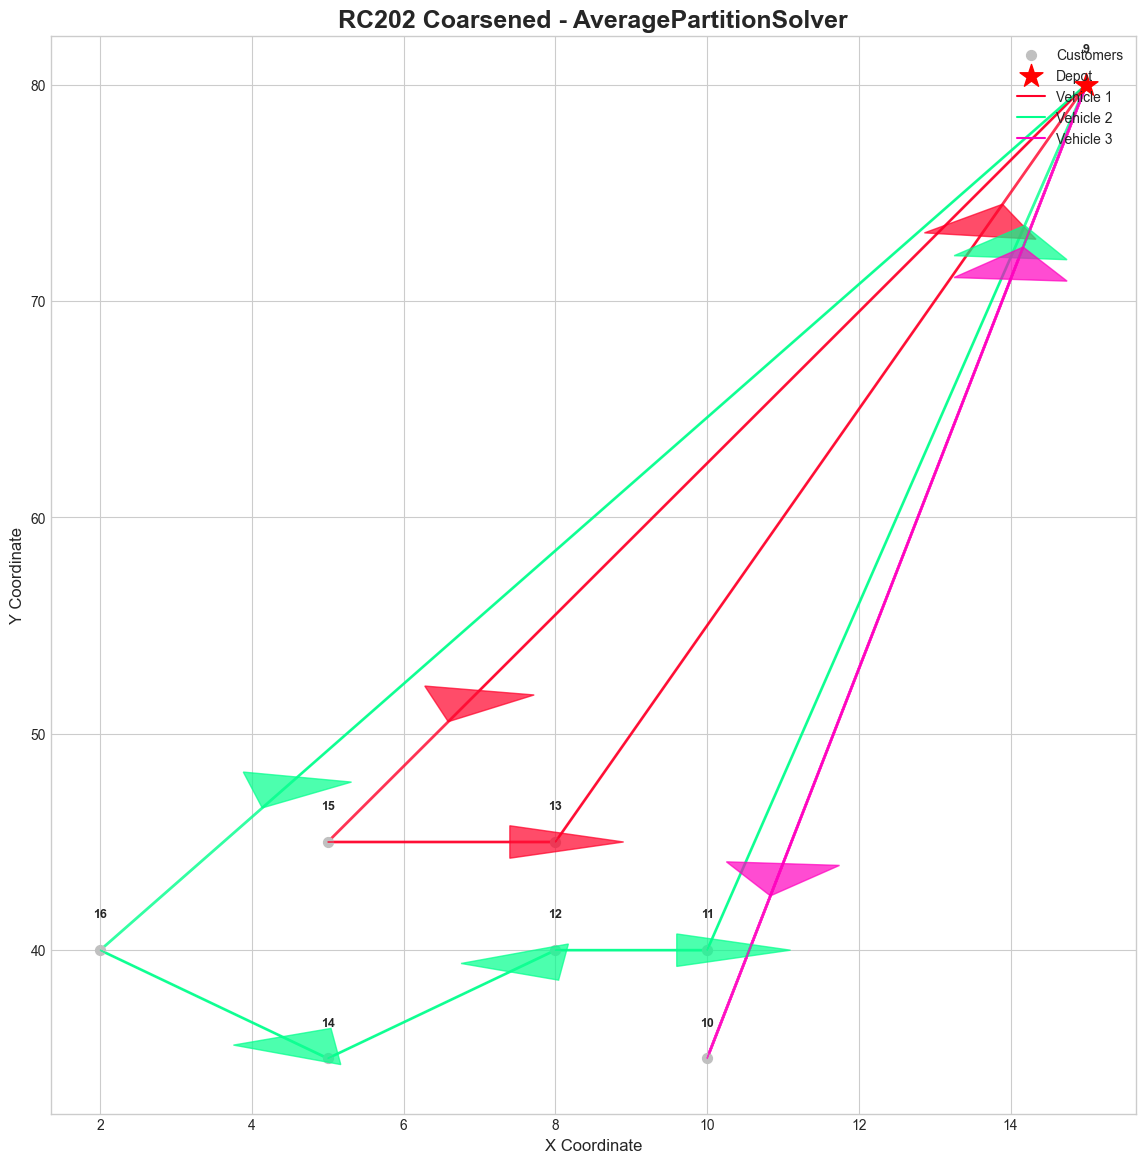 RC202 Coarsened - AveragePartitionSolver
9
Customers
Depot
Vehicle 1
Vehicle 2
Vehicle 3
80
70
60
50
40
15
13
16
12
11
14
10
2
4
6
8
10
12
14
X Coordinate
Y Coordinate